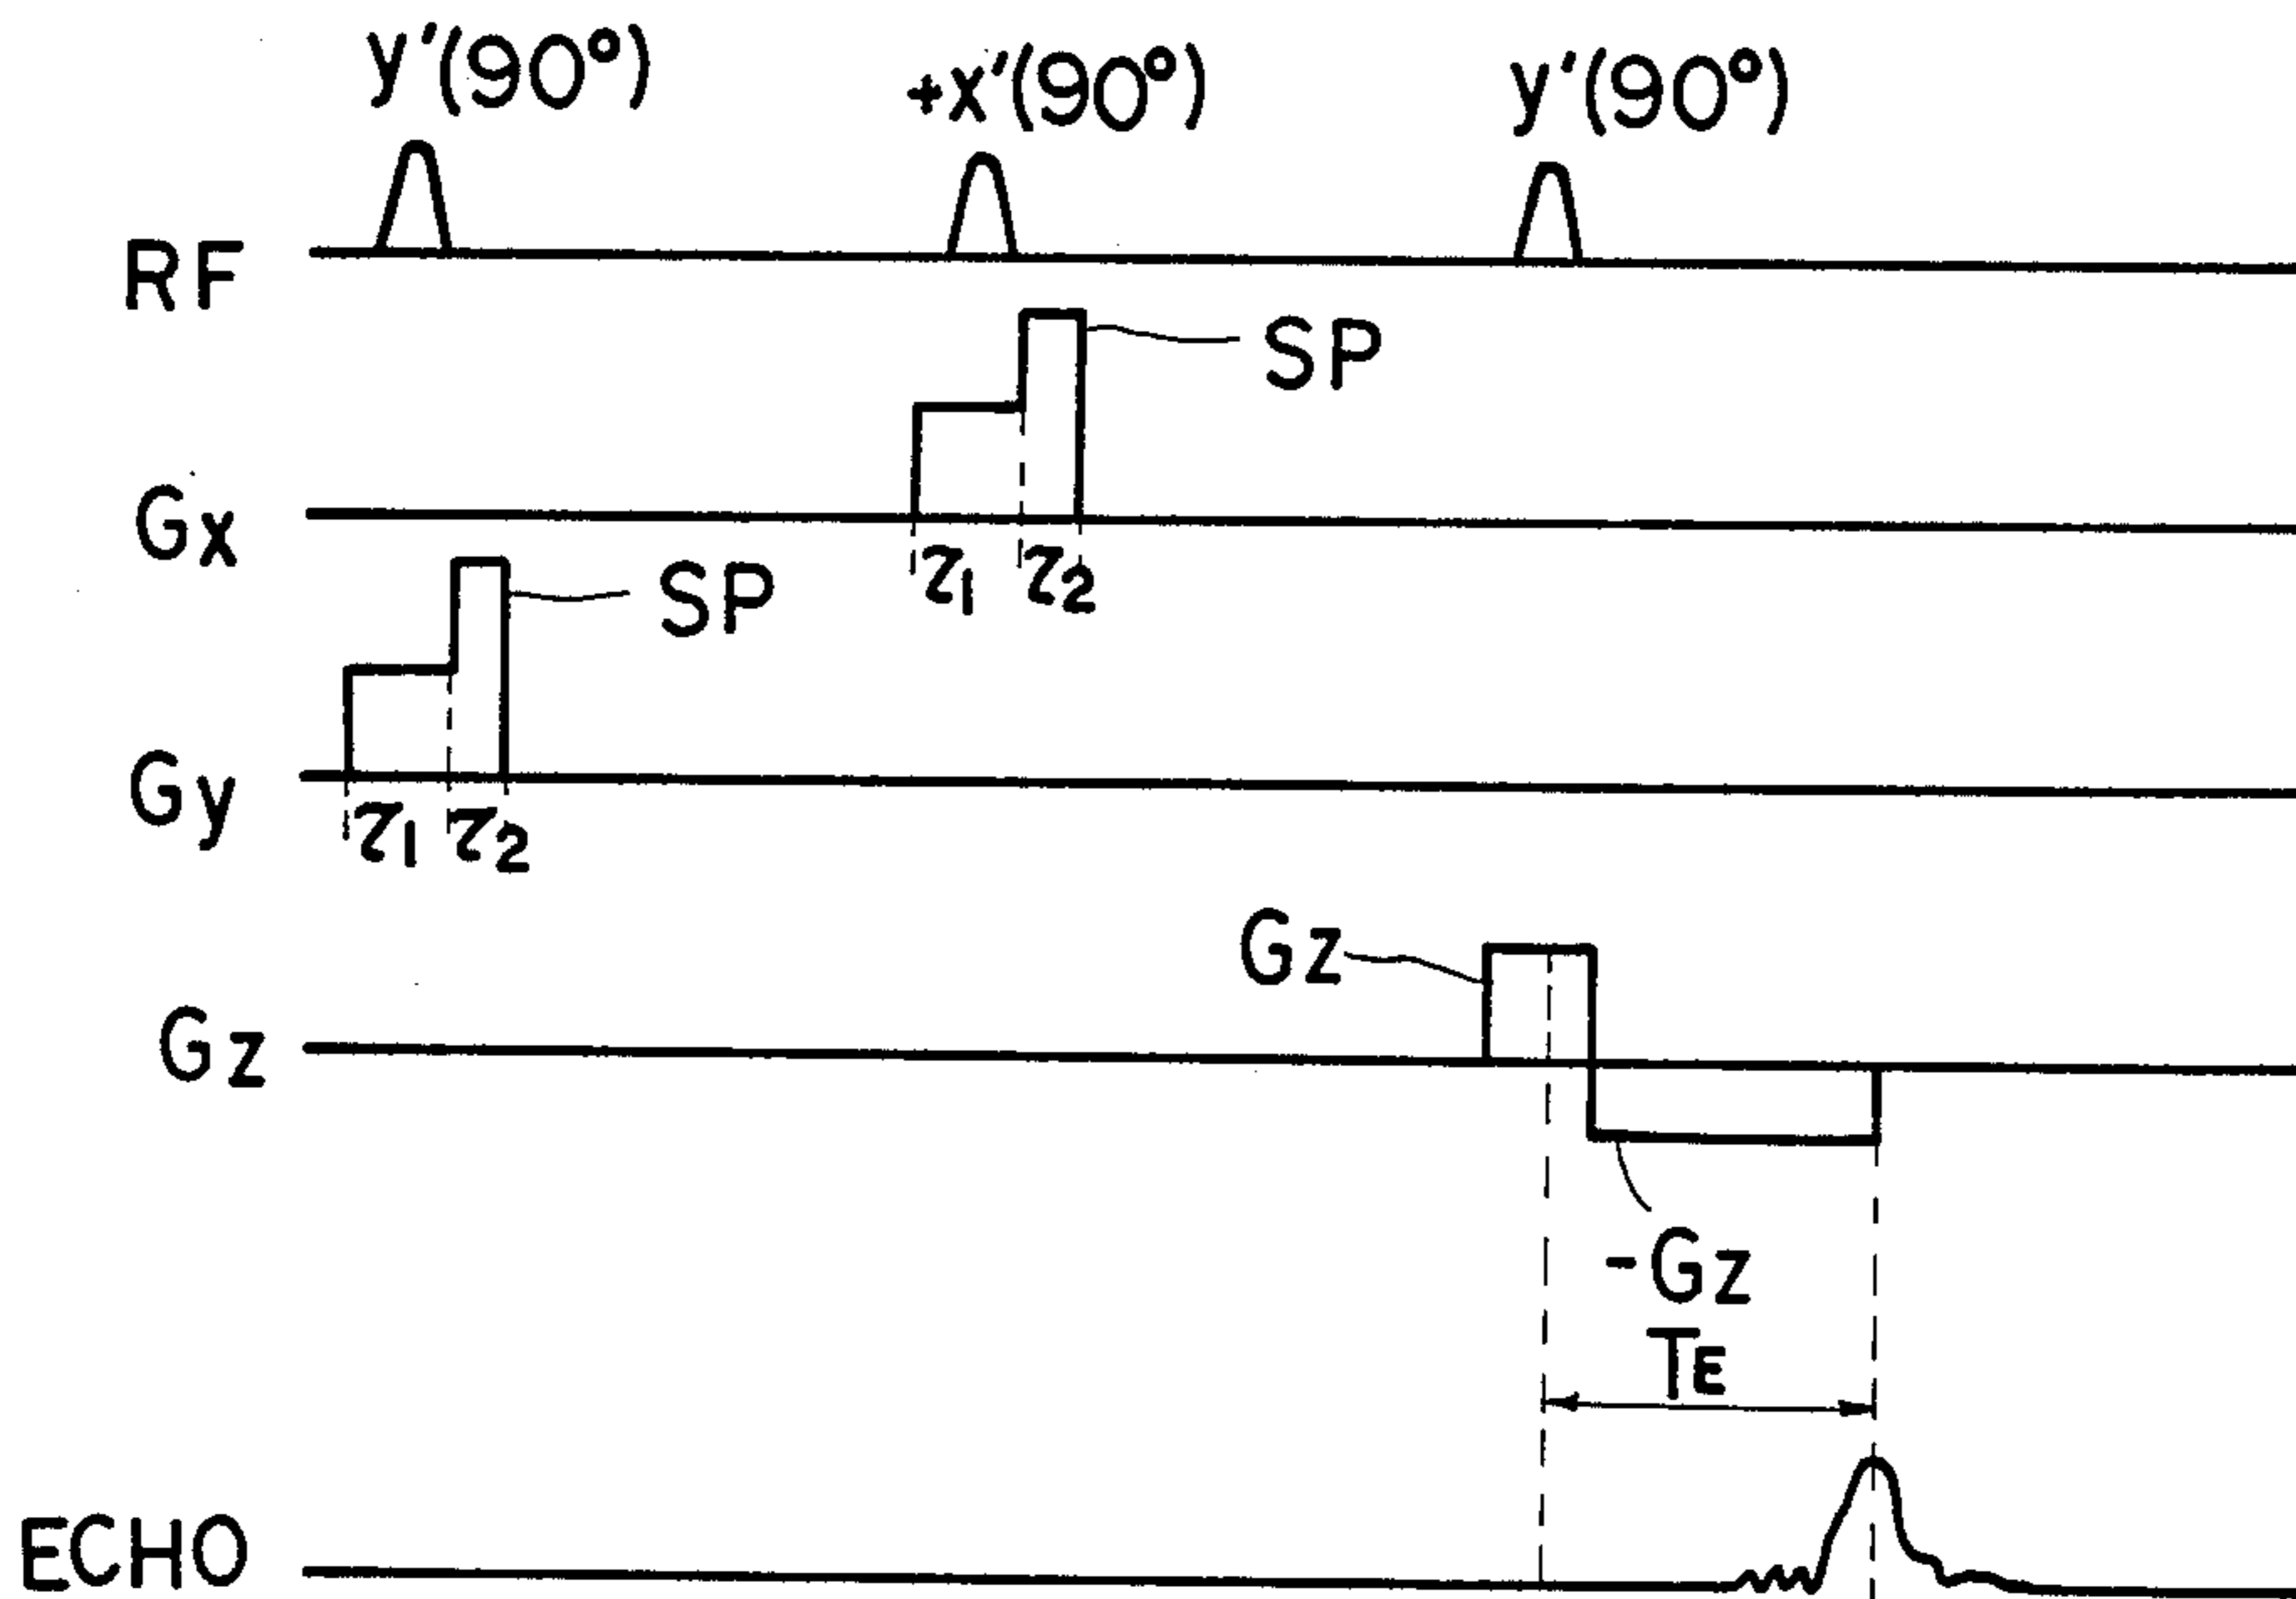 y'(90°) +x'(90°) y'(90°)
RF
SP
Gx
τ1 τ2
SP
Gy
τ1 τ2
Gz
Gz
-Gz
TE
ECHO